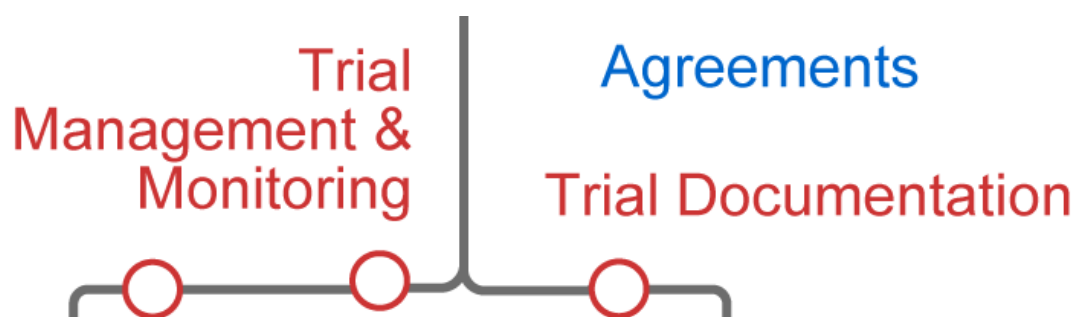 Trial
Management &
Monitoring
Agreements
Trial Documentation